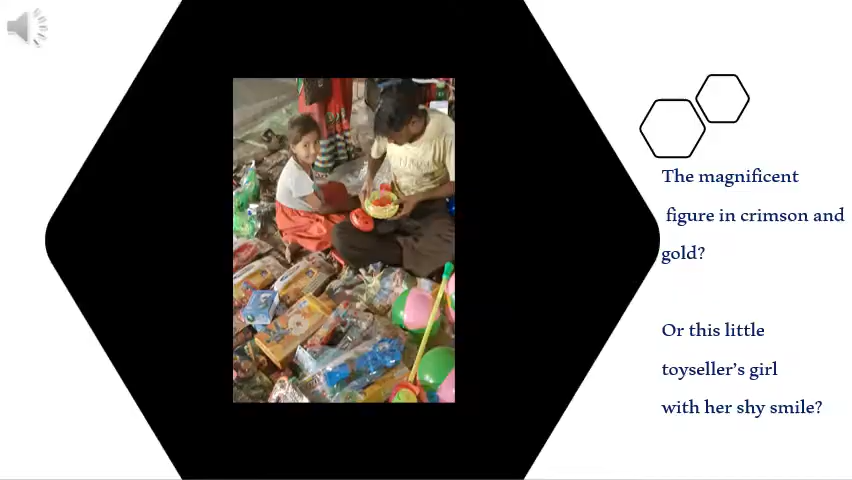 The magnificent
figure in crimson and
gold?
Or this little
toyseller's girl
with her shy smile?